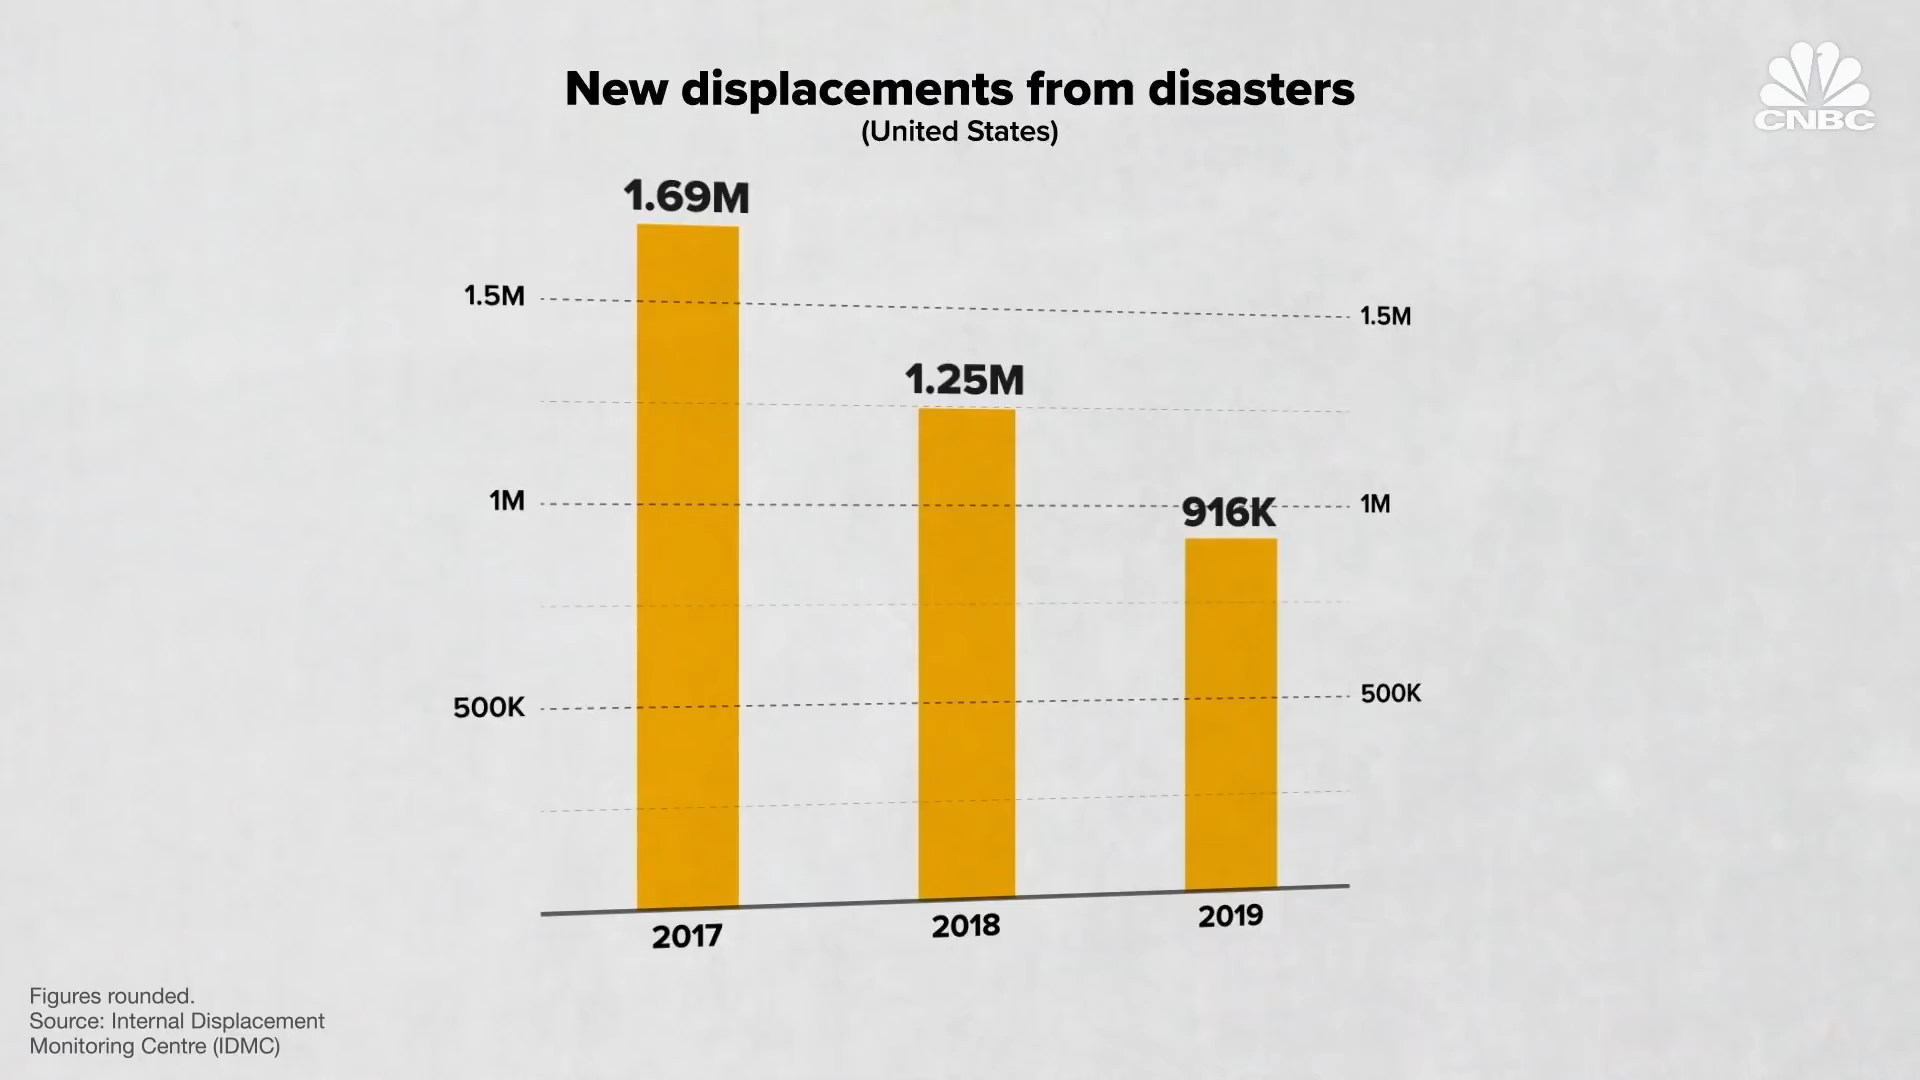 New displacements from disasters
(United States)
CNBC
1.69M
1.5M
1.5M
1.25M
1M
916K
1M
500K
500K
2017
2018
2019
Figures rounded.
Source: Internal Displacement
Monitoring Centre (IDMC)